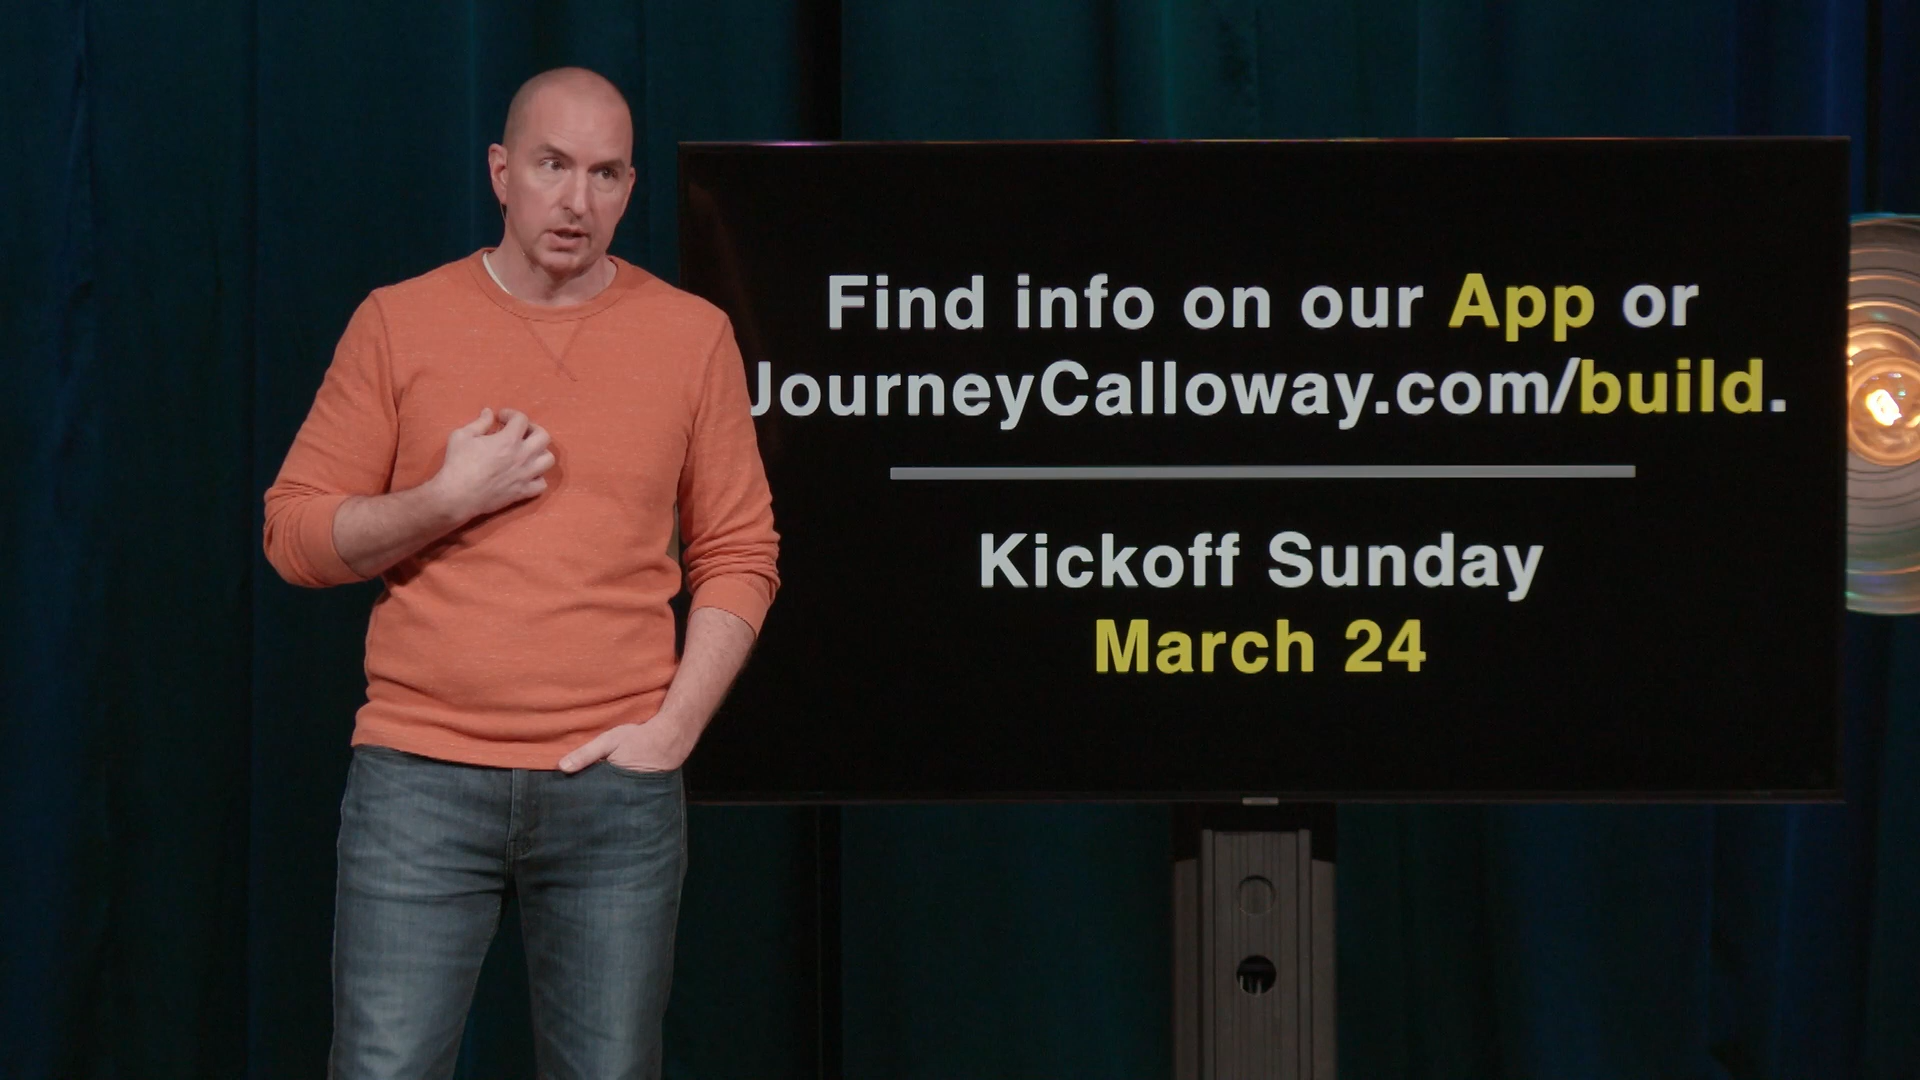 Find info on our App or
JourneyCalloway.com/build.
Kickoff Sunday
March 24